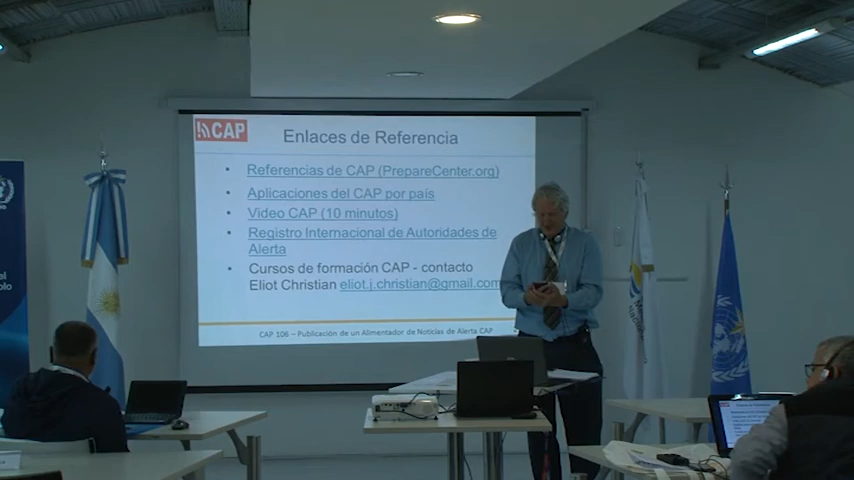 CAP
Enlaces de Referencia
• Referencias de CAP (PrepareCenter.org)
• Aplicaciones del CAP por país
• Video CAP (10 minutos)
• Registro Internacional de Autoridades de
Alerta
• Cursos de formación CAP - contacto
Eliot Christian eliot.j.christian@gmail.com
CAP 106 –Publicación de un Alimentador de Noticias de Alerta CAP